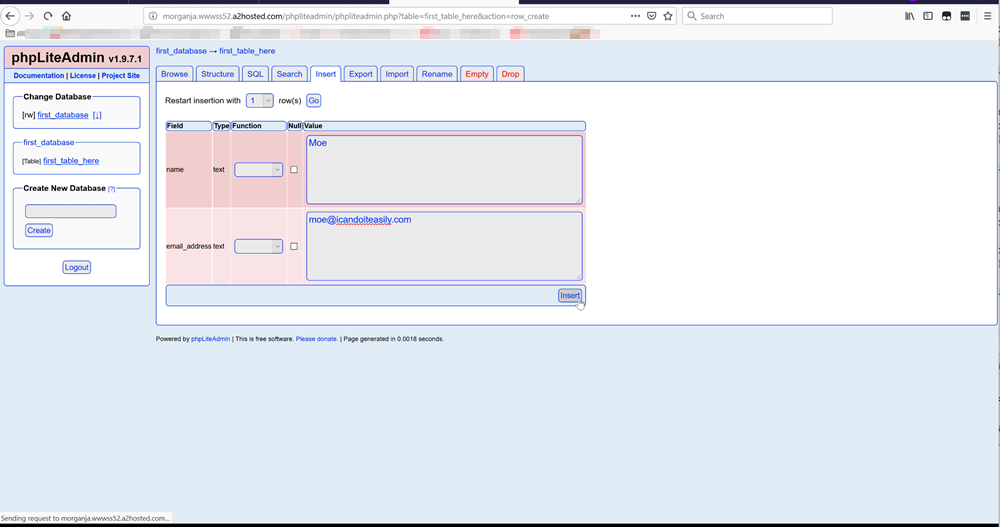 morganja.wwwss52.a2hosted.com/phpliteadmin/phpliteadmin.php?table=first_table_here&action=row_create
Search
phpLiteAdmin v1.9.7.1
Documentation | License | Project Site
Change Database
[rw] first_database [↓]
first_database
[Table] first_table_here
Create New Database [?]
Create
Logout
first_database → first_table_here
Browse Structure SQL Search Insert Export Import Rename Empty Drop
Restart insertion with 1 row(s) Go
Field Type Function Null Value
name text Moe
email_address text moe@icandoiteasily.com
Insert
Powered by phpLiteAdmin | This is free software. Please donate. | Page generated in 0.0018 seconds.
Sending request to morganja.wwwss52.a2hosted.com...